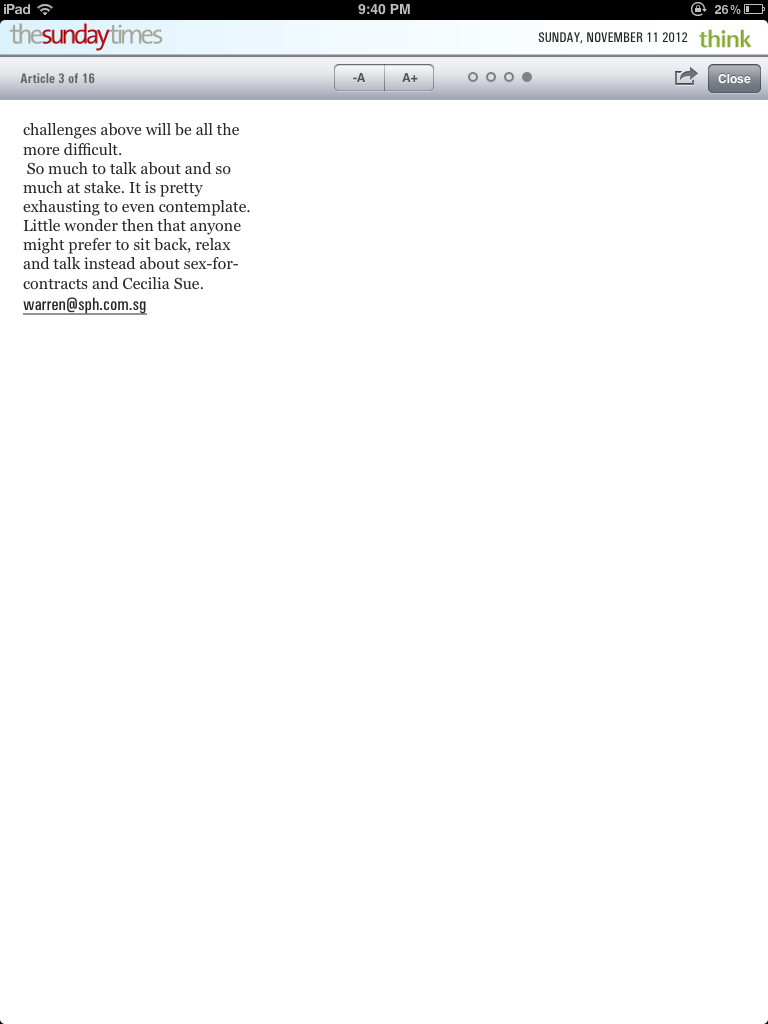 iPad
9:40 PM
26%
thesundaytimes
SUNDAY, NOVEMBER 11 2012
think
Article 3 of 16
-A
A+
Close
challenges above will be all the
more difficult.
So much to talk about and so
much at stake. It is pretty
exhausting to even contemplate.
Little wonder then that anyone
might prefer to sit back, relax
and talk instead about sex-for-
contracts and Cecilia Sue.
warren@sph.com.sg